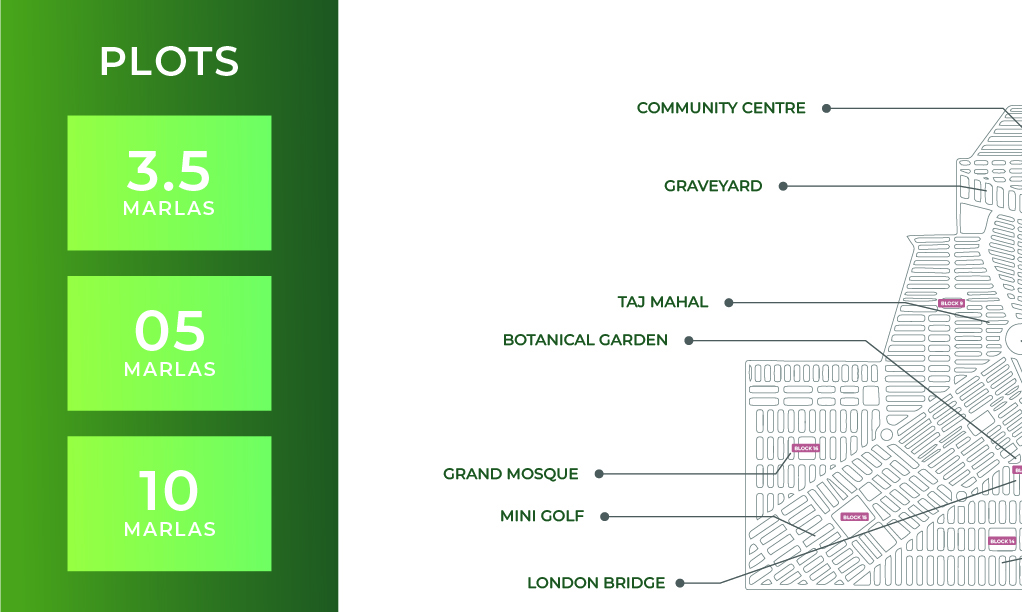 PLOTS
3.5
MARLAS
05
MARLAS
10
MARLAS
COMMUNITY CENTRE
GRAVEYARD
TAJ MAHAL
BOTANICAL GARDEN
GRAND MOSQUE
MINI GOLF
LONDON BRIDGE
BLOCK 9
BLOCK 16
BLOCK 15
BLOCK 14